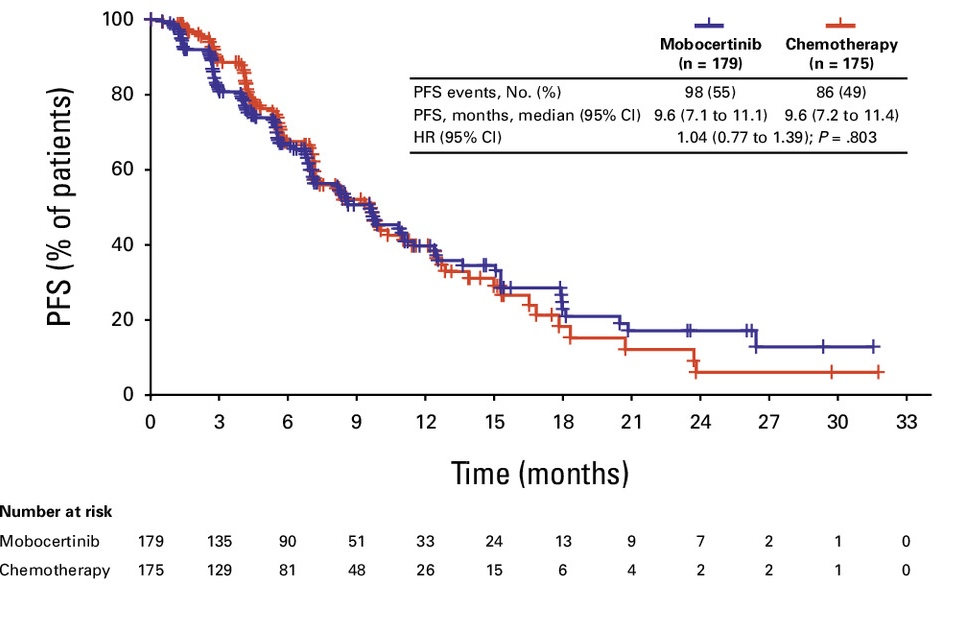 Mobocertinib Chemotherapy
(n = 179) (n = 175)
PFS events, No. (%) 98 (55) 86 (49)
PFS, months, median (95% CI) 9.6 (7.1 to 11.1) 9.6 (7.2 to 11.4)
HR (95% CI) 1.04 (0.77 to 1.39); P = .803
PFS (% of patients)
100
80
60
40
20
0
0 3 6 9 12 15 18 21 24 27 30 33
Time (months)
Number at risk
Mobocertinib 179 135 90 51 33 24 13 9 7 2 1 0
Chemotherapy 175 129 81 48 26 15 6 4 2 2 1 0